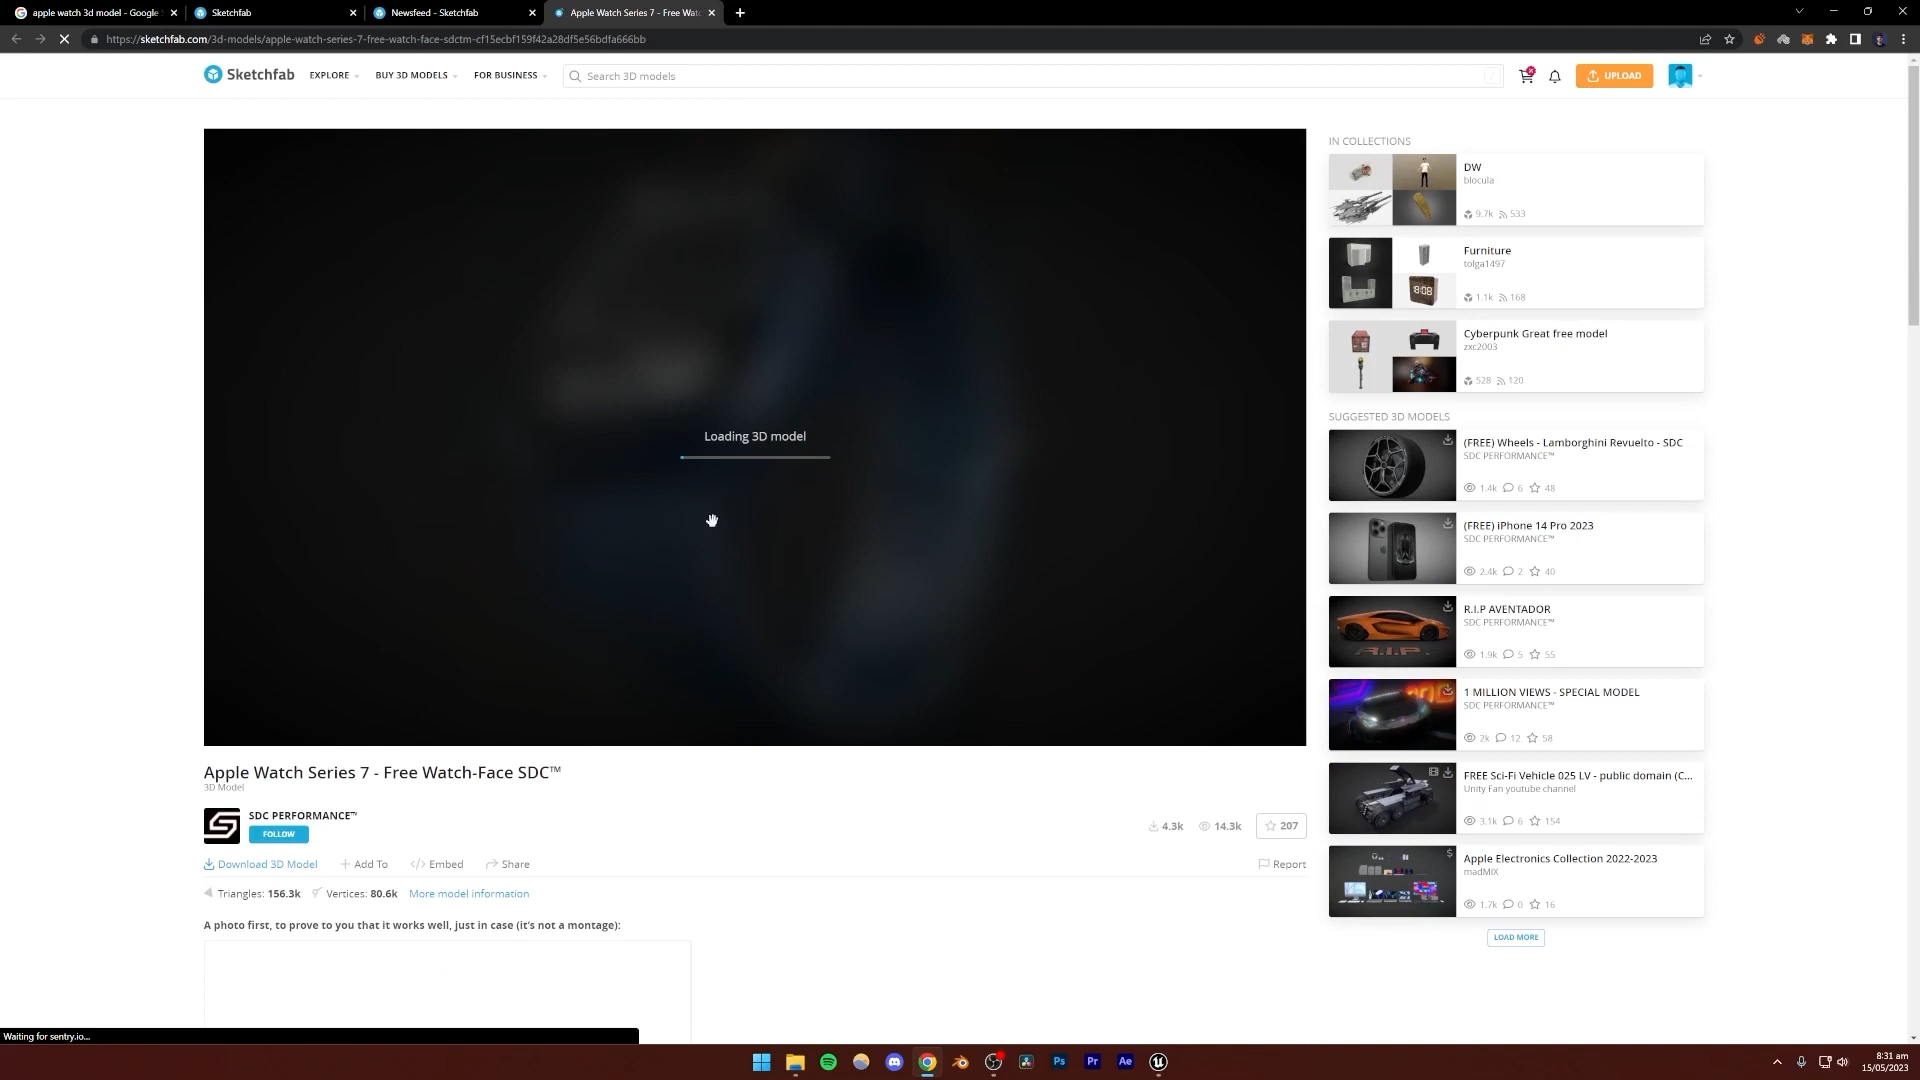 apple watch 3d model - Google
Sketchfab
Newsfeed - Sketchfab
Apple Watch Series 7 - Free Wat
https://sketchfab.com/3d-models/apple-watch-series-7-free-watch-face-sdctm-cf15ecbf159f42a28df5e56bdfa666bb
Sketchfab
EXPLORE
BUY 3D MODELS
FOR BUSINESS
Search 3D models
/
UPLOAD
Loading 3D model
Apple Watch Series 7 - Free Watch-Face SDC™
3D Model
SDC PERFORMANCE™
FOLLOW
4.3k
14.3k
207
Download 3D Model
+ Add To
</> Embed
Share
Report
Triangles: 156.3k
Vertices: 80.6k
More model information
A photo first, to prove to you that it works well, just in case (it's not a montage):
IN COLLECTIONS
DW
blocula
9.7k 533
Furniture
tolga1497
1.1k 168
18:08
Cyberpunk Great free model
zxc2003
528 120
SUGGESTED 3D MODELS
(FREE) Wheels - Lamborghini Revuelto - SDC
SDC PERFORMANCE™
1.4k 6 48
(FREE) iPhone 14 Pro 2023
SDC PERFORMANCE™
2.4k 2 40
R.I.P AVENTADOR
SDC PERFORMANCE™
1.9k 5 55
R.I.P.
1 MILLION VIEWS - SPECIAL MODEL
SDC PERFORMANCE™
2k 12 58
FREE Sci-Fi Vehicle 025 LV - public domain (C...
Unity Fan youtube channel
3.1k 6 154
$
Apple Electronics Collection 2022-2023
madMIX
1.7k 0 16
LOAD MORE
Waiting for sentry.io...
Ps
Pr
Ae
8:31 am
15/05/2023